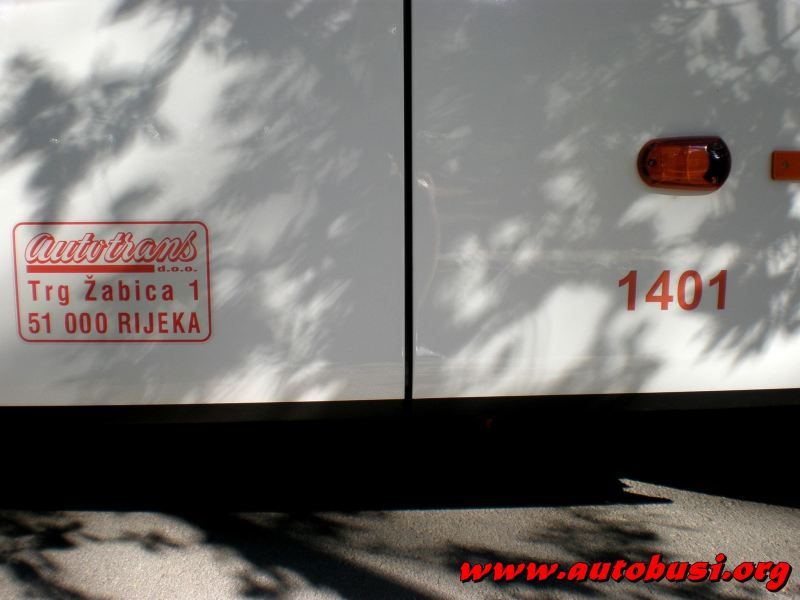 autotrans
d.o.o.
Trg Žabica 1
51 000 RIJEKA
1401
www.autobusi.org